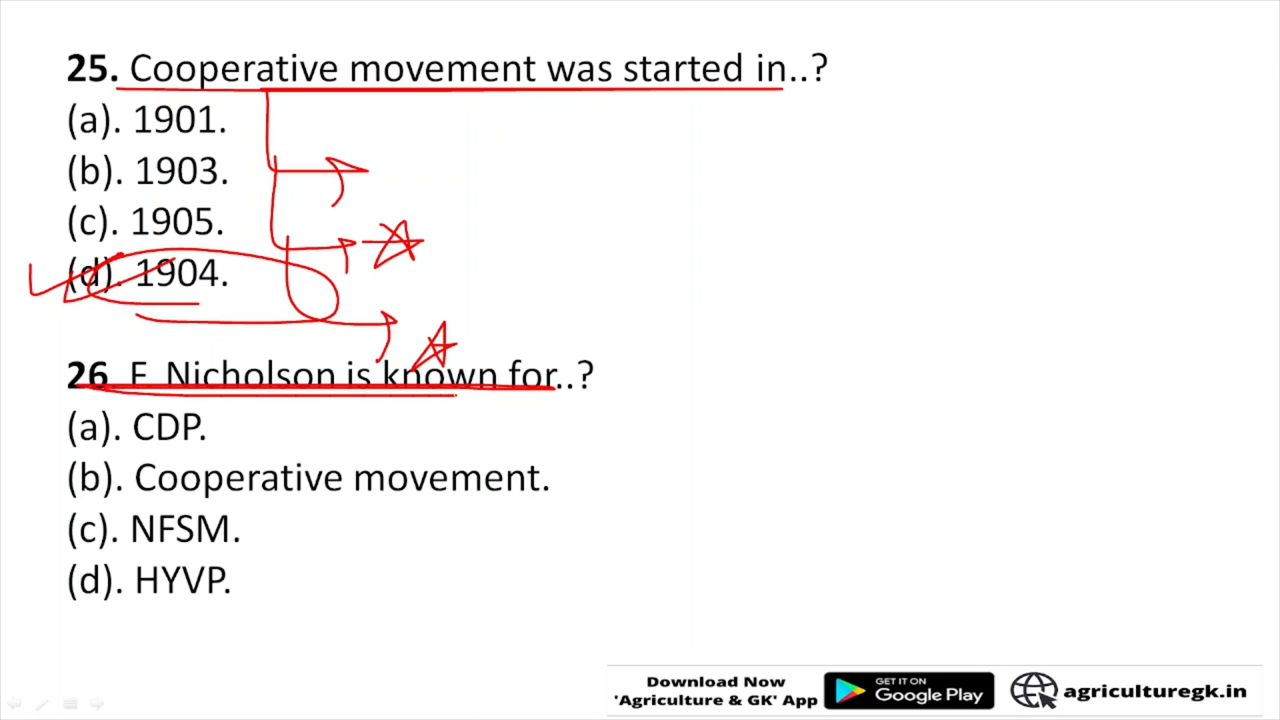 25. Cooperative movement was started in..?
(a). 1901.
(b). 1903.
(c). 1905.
(d). 1904.
26 F Nicholson is known for..?
(a). CDP.
(b). Cooperative movement.
(c). NFSM.
(d). HYVP.
Download Now
'Agriculture & GK' App
GET IT ON
Google Play
agriculturegk.in